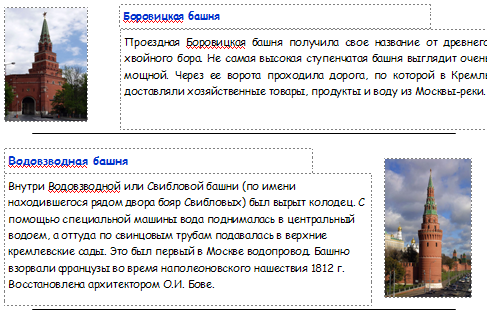 Боровицкая башня
Проездная Боровицкая башня получила свое название от древнего
хвойного бора. Не самая высокая ступенчатая башня выглядит очень
мощной. Через ее ворота проходила дорога, по которой в Кремль
доставляли хозяйственные товары, продукты и воду из Москвы-реки.
Водовзводная башня
Внутри Водовзводной или Свибловой башни (по имени
находившегося рядом двора бояр Свибловых) был вырыт колодец. С
помощью специальной машины вода поднималась в центральный
водоем, а оттуда по свинцовым трубам подавалась в верхние
кремлевские сады. Это был первый в Москве водопровод. Башню
взорвали французы во время наполеоновского нашествия 1812 г.
Восстановлена архитектором О.И. Бове.